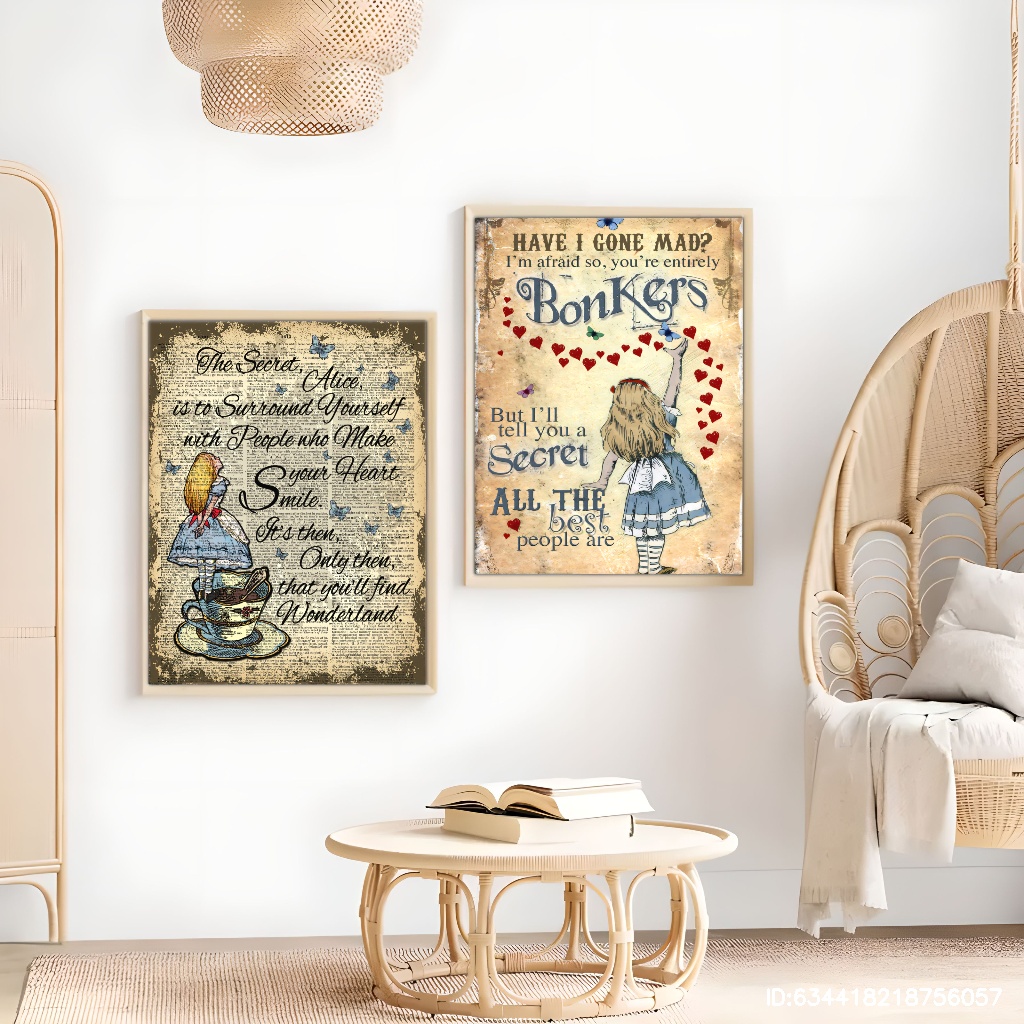 The Secret,
Alice,
is to Surround Yourself
with People who Make
your Heart
Smile.
It's then,
Only then,
that you'll find
Wonderland.
HAVE I GONE MAD?
I'm afraid so, you're entirely
Bonkers
But I'll
tell you a
Secret
ALL THE
best
people are
ID:634418218756057